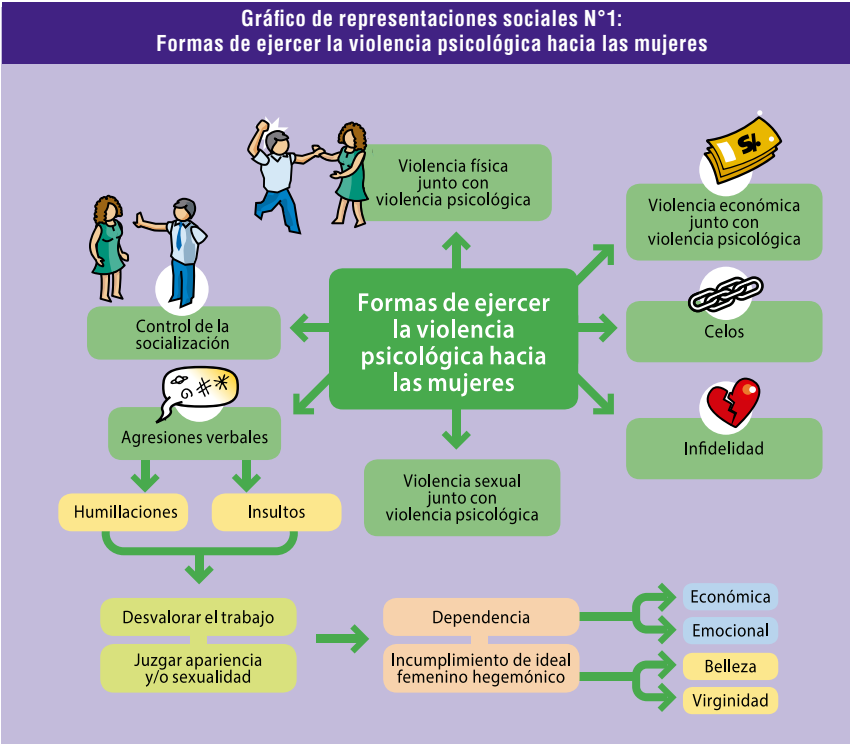 Gráfico de representaciones sociales N°1:
Formas de ejercer la violencia psicológica hacia las mujeres
Violencia física
junto con
violencia psicológica
S/.
Violencia económica
junto con
violencia psicológica
Control de la
socialización
Formas de ejercer
la violencia
psicológica hacia
las mujeres
Celos
#*
Agresiones verbales
Infidelidad
Violencia sexual
junto con
violencia psicológica
Humillaciones
Insultos
Desvalorar el trabajo
Juzgar apariencia
y/o sexualidad
Dependencia
Incumplimiento de ideal
femenino hegemónico
Económica
Emocional
Belleza
Virginidad